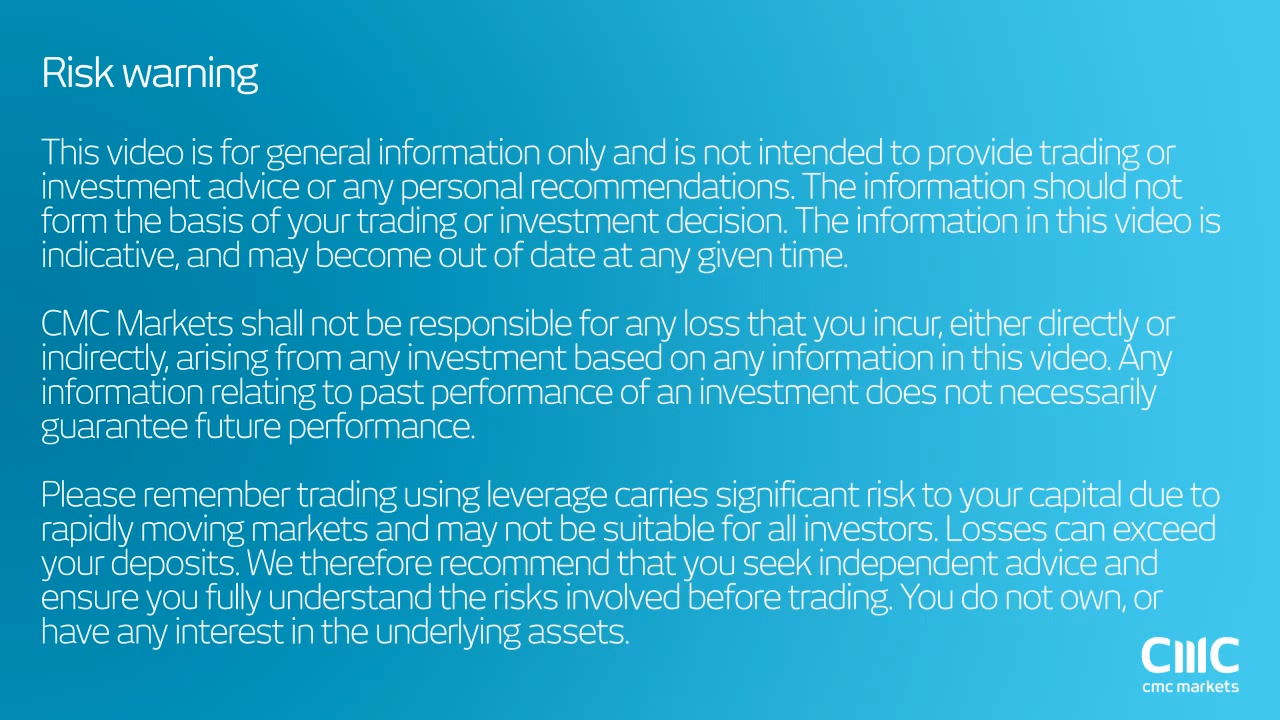 Risk warning
This video is for general information only and is not intended to provide trading or
investment advice or any personal recommendations. The information should not
form the basis of your trading or investment decision. The information in this video is
indicative, and may become out of date at any given time.
CMC Markets shall not be responsible for any loss that you incur, either directly or
indirectly, arising from any investment based on any information in this video. Any
information relating to past performance of an investment does not necessarily
guarantee future performance.
Please remember trading using leverage carries significant risk to your capital due to
rapidly moving markets and may not be suitable for all investors. Losses can exceed
your deposits. We therefore recommend that you seek independent advice and
ensure you fully understand the risks involved before trading. You do not own, or
have any interest in the underlying assets.
CMC
cmc markets